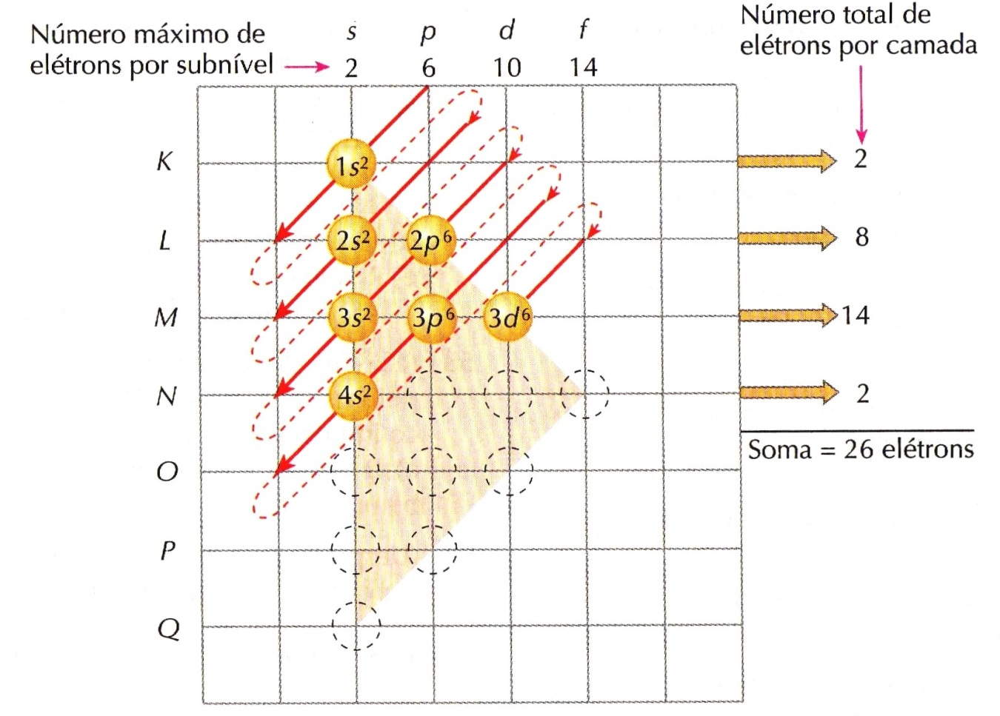 Número máximo de
elétrons por subnível
s p d f
2 6 10 14
Número total de
elétrons por camada
K 1s² 2
L 2s² 2p⁶ 8
M 3s² 3p⁶ 3d⁶ 14
N 4s² 2
O
P
Q
Soma = 26 elétrons